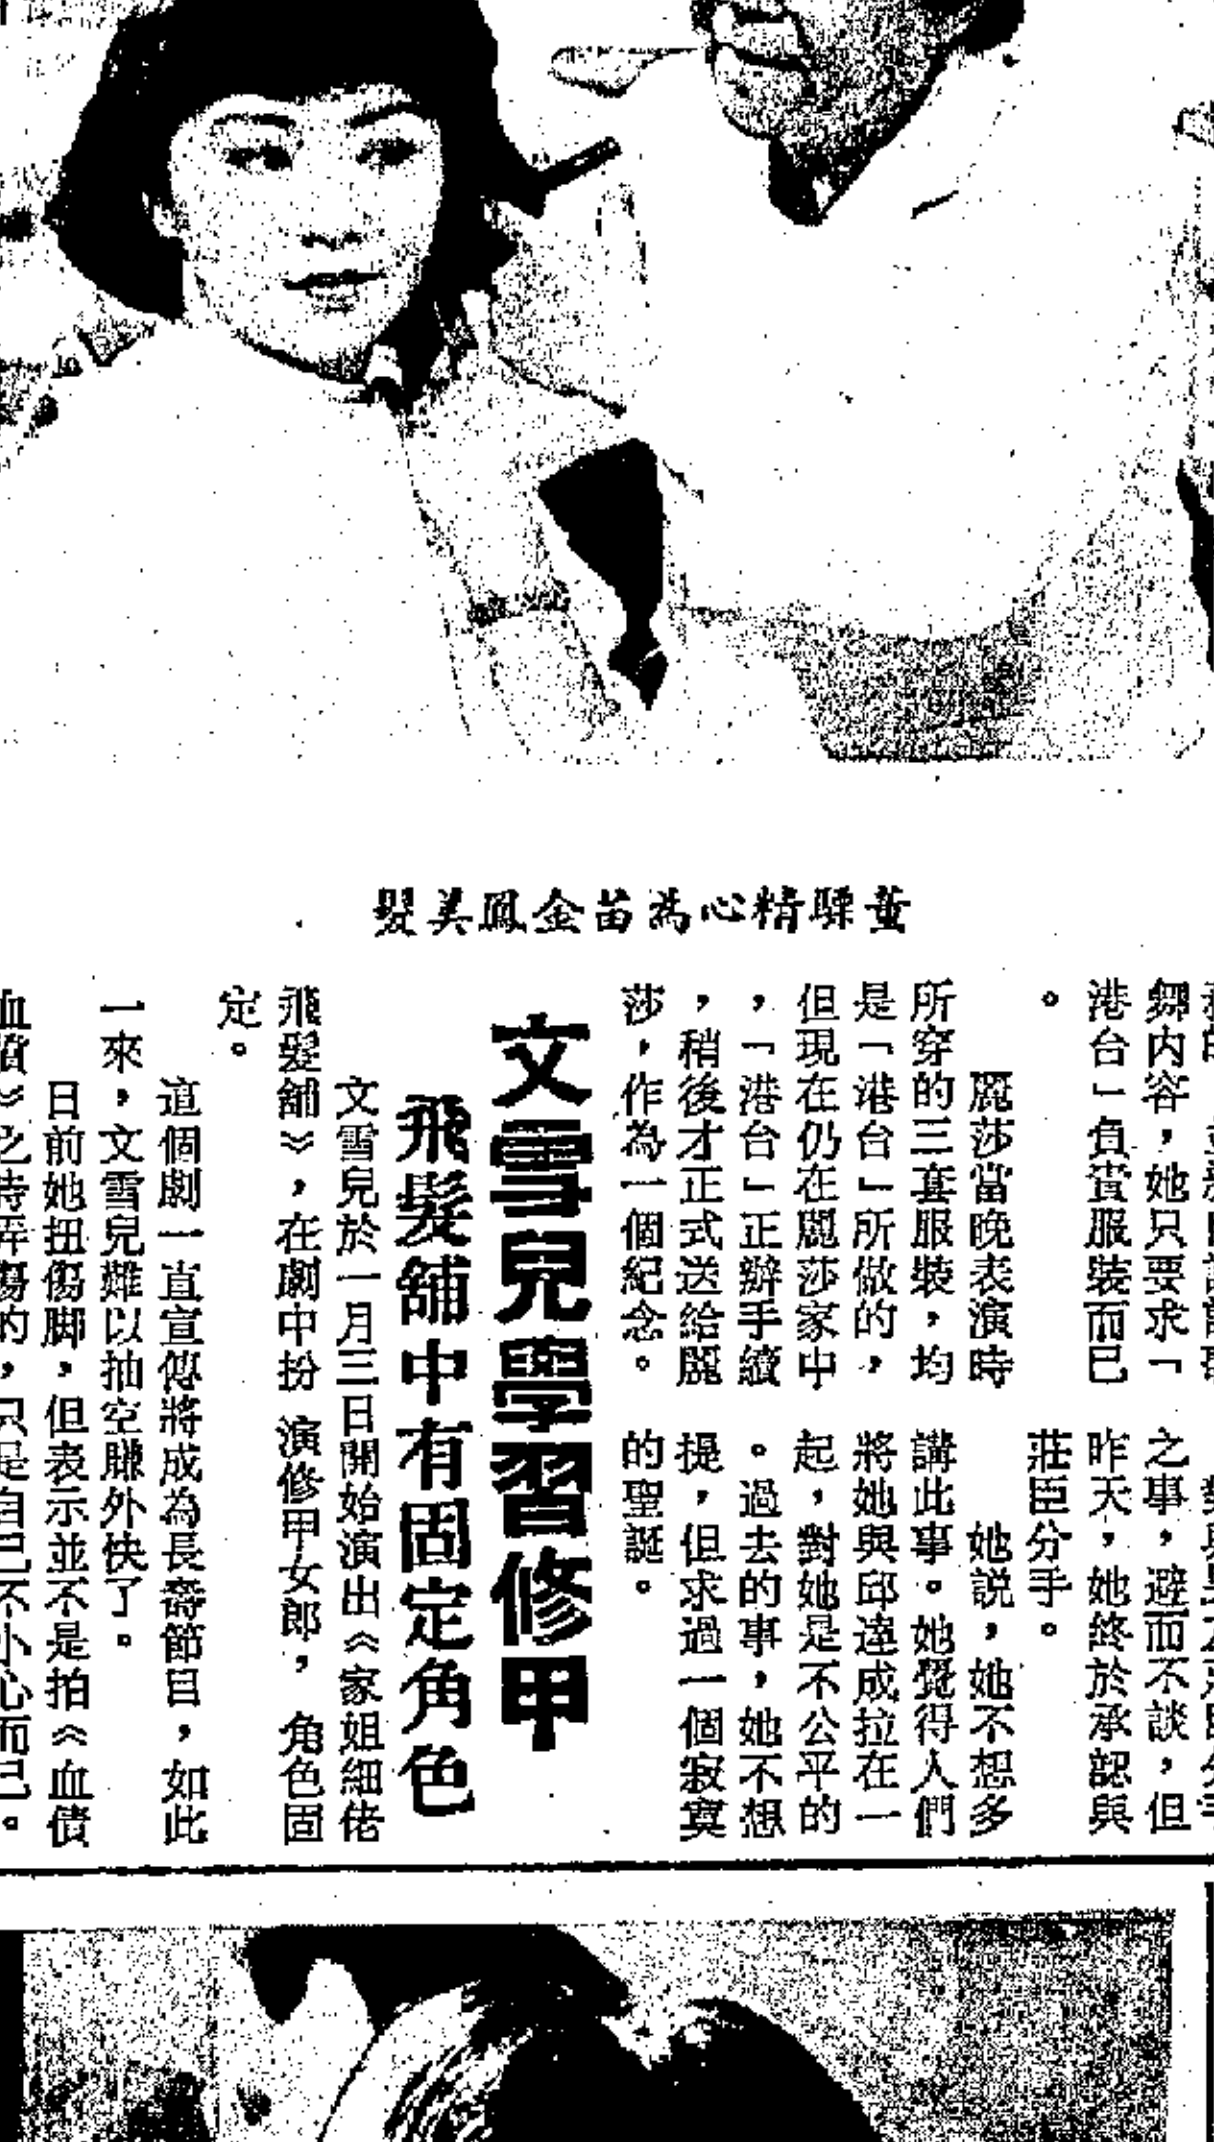 董驃精心為苗金鳳美髮
舞內容，她只要求「
港台」負責服裝而已
。
麗莎當晚表演時
所穿的三套服裝，均
是「港台」所做的，
但現在仍在麗莎家中
，「港台」正辦手續
，稍後才正式送給麗
莎，作為一個紀念。
之事，避而不談，但
昨天，她終於承認與
莊臣分手。
她說，她不想多
講此事。她覺得人們
將她與邱達成拉在一
起，對她是不公平的
。過去的事，她不想
提，但求過一個寂寞
的聖誕。
文雪兒學習修甲
飛髮舖中有固定角色
文雪兒於一月三日開始演出《家姐細佬
飛髮舖》，在劇中扮演修甲女郎，角色固
定。
這個劇一直宣傳將成為長壽節目，如此
一來，文雪兒難以抽空賺外快了。
日前她扭傷脚，但表示並不是拍《血債
血償》之時弄傷的，只是自己不小心而已。